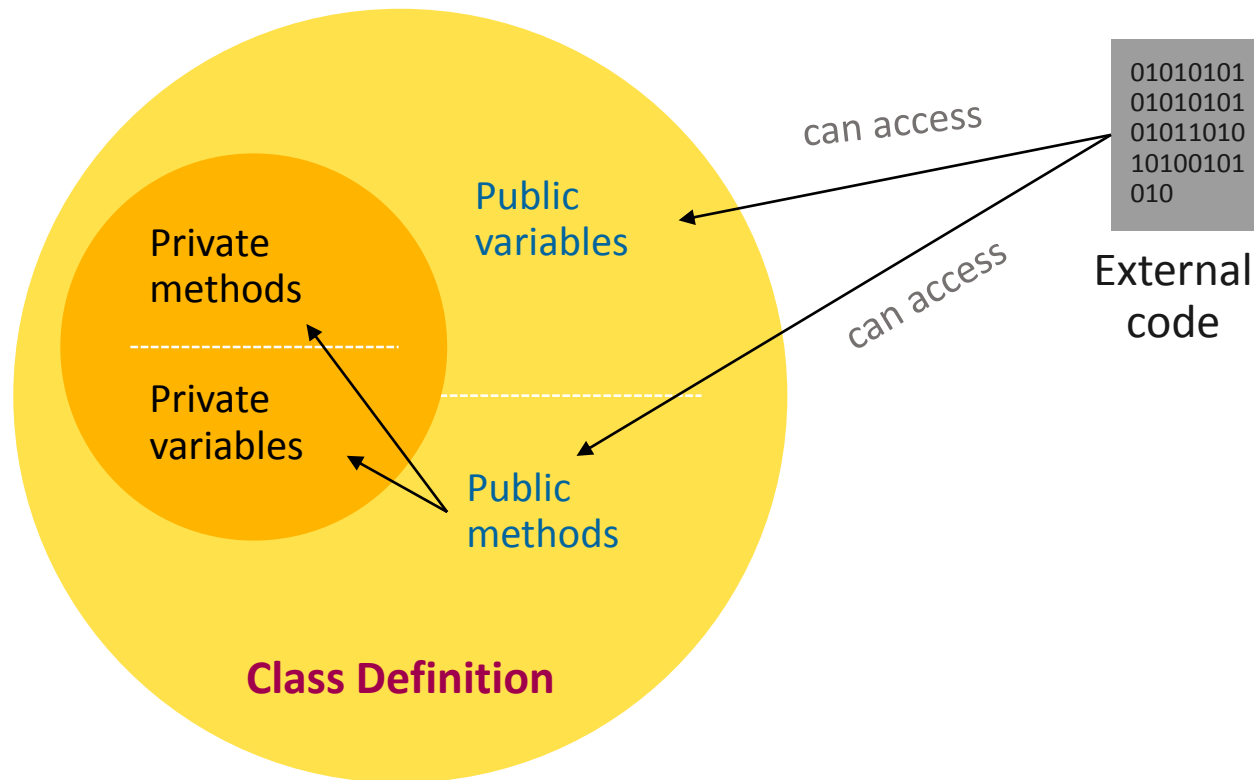 Private
methods
Private
variables
Public
variables
Public
methods
Class Definition
can access
can access
01010101
01010101
01011010
10100101
010
External
code